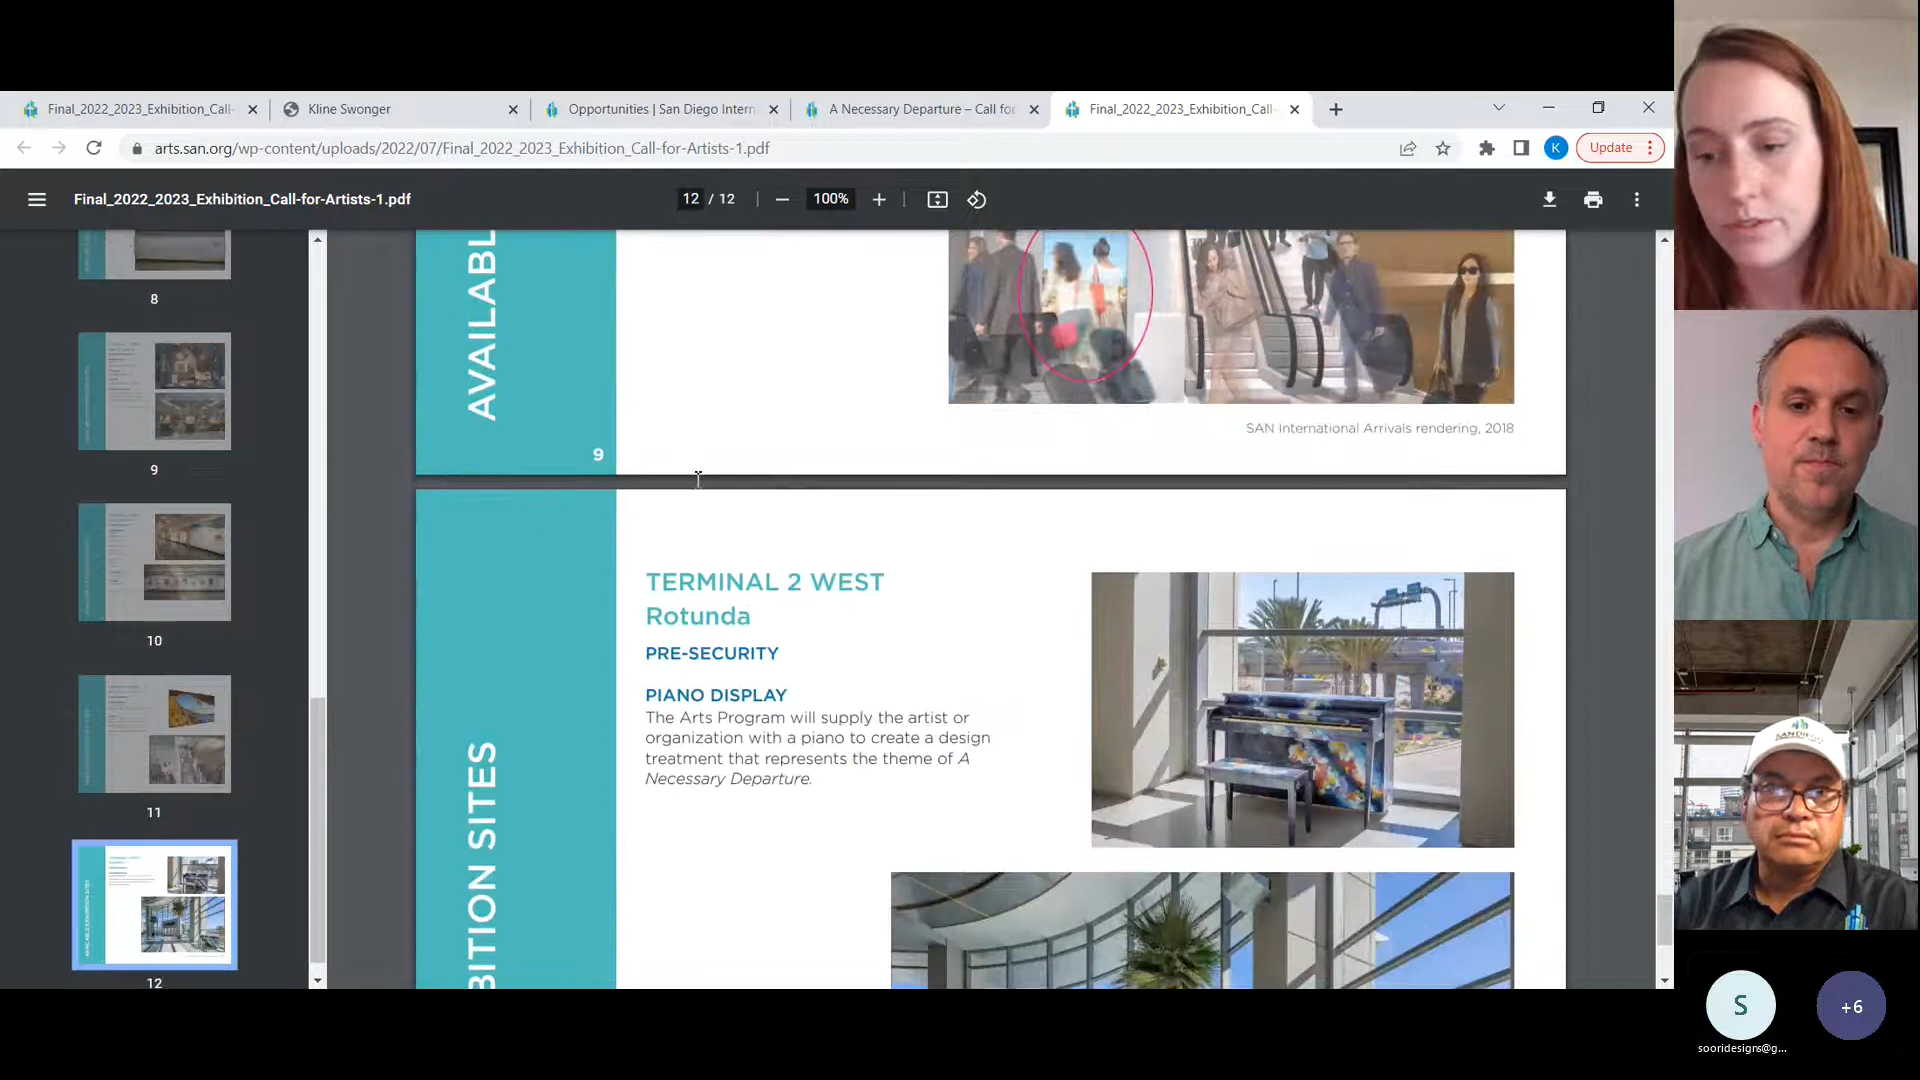 Final_2022_2023_Exhibition_Call-
Kline Swonger
Opportunities | San Diego Intern
A Necessary Departure – Call for
Final_2022_2023_Exhibition_Call-
arts.san.org/wp-content/uploads/2022/07/Final_2022_2023_Exhibition_Call-for-Artists-1.pdf
K
Update
Final_2022_2023_Exhibition_Call-for-Artists-1.pdf
12 / 12
100%
8
9
10
11
12
AVAILABL
SAN International Arrivals rendering, 2018
9
BITION SITES
TERMINAL 2 WEST
Rotunda
PRE-SECURITY
PIANO DISPLAY
The Arts Program will supply the artist or
organization with a piano to create a design
treatment that represents the theme of A
Necessary Departure.
SAN DIEGO
S
+6
sooridesigns@g...